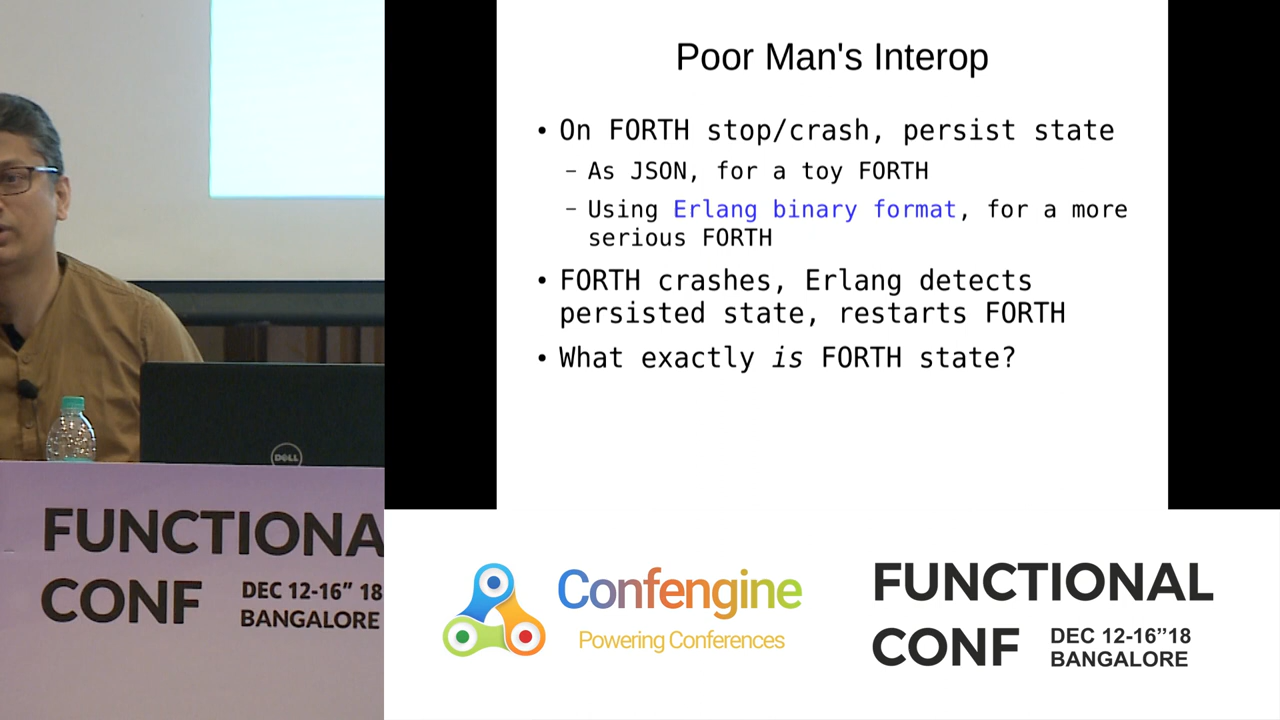 Poor Man's Interop
• On FORTH stop/crash, persist state
– As JSON, for a toy FORTH
– Using Erlang binary format, for a more
serious FORTH
• FORTH crashes, Erlang detects
persisted state, restarts FORTH
• What exactly is FORTH state?
DELL
FUNCTIONA
CONF
DEC 12-16” 18
BANGALORE
Confengine
Powering Conferences
FUNCTIONAL
CONF
DEC 12-16”18
BANGALORE